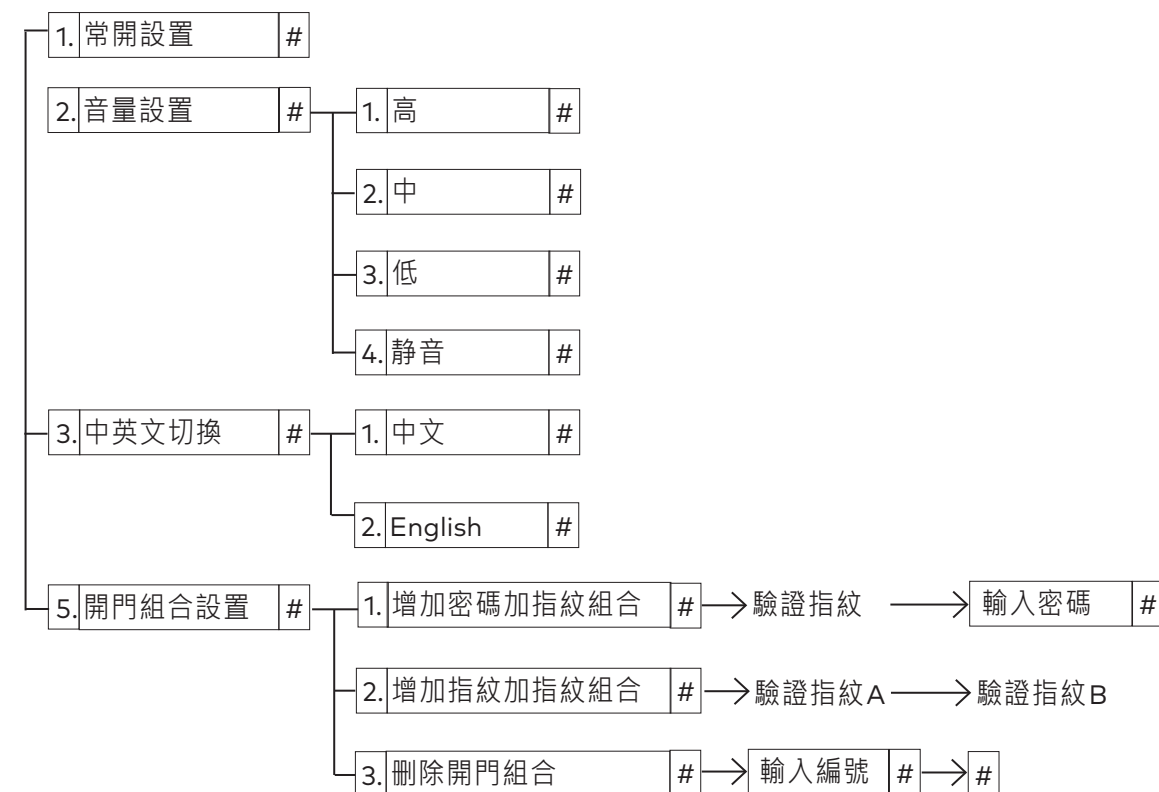 1. 常開設置 #
2. 音量設置 # 1. 高 #
2. 中 #
3. 低 #
4. 静音 #
3. 中英文切換 # 1. 中文 #
2. English #
5. 開門組合設置 # 1. 增加密碼加指紋組合 # 驗證指紋 輸入密碼 #
2. 增加指紋加指紋組合 # 驗證指紋A 驗證指紋B
3. 刪除開門組合 # 輸入編號 # #